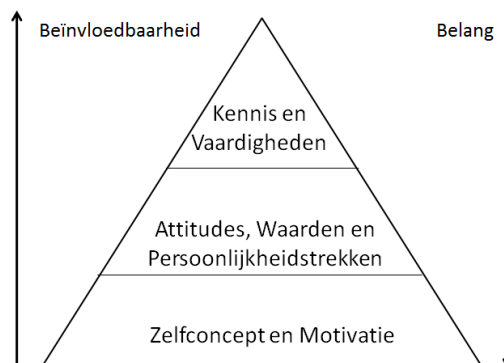 Beïnvloedbaarheid
Belang
Kennis en
Vaardigheden
Attitudes, Waarden en
Persoonlijkheidstrekken
Zelfconcept en Motivatie